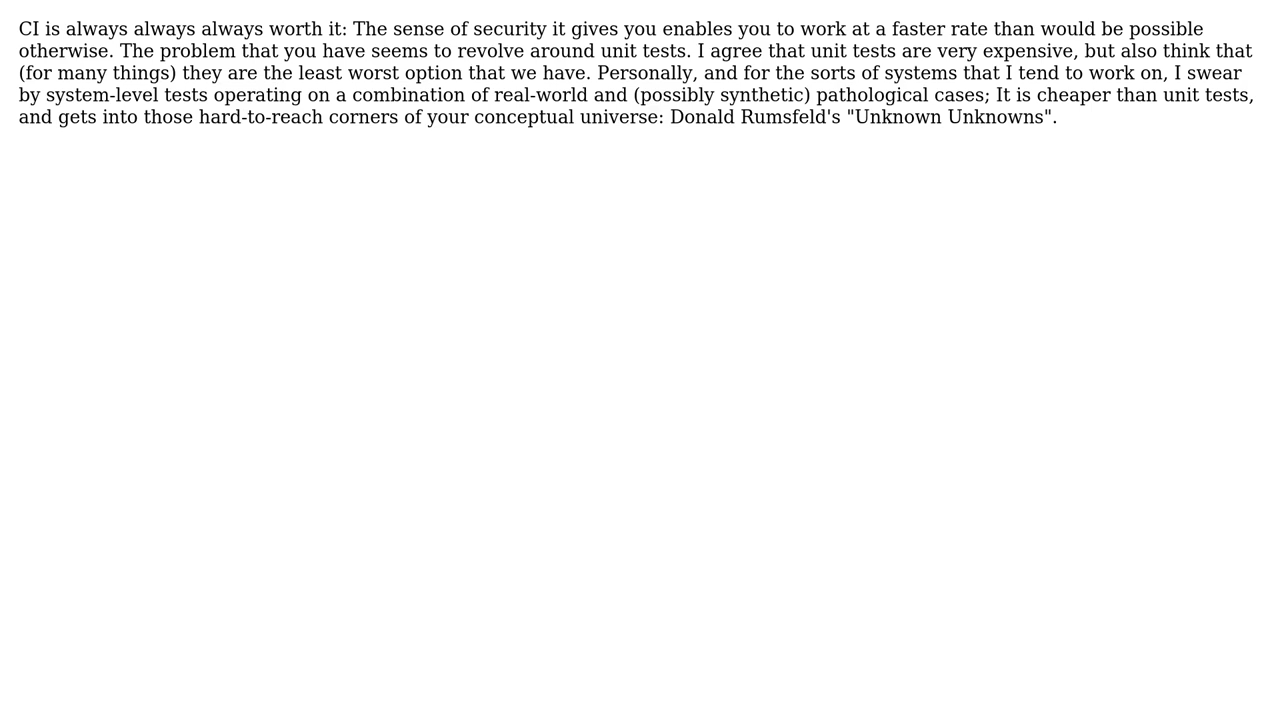 CI is always always always worth it: The sense of security it gives you enables you to work at a faster rate than would be possible
otherwise. The problem that you have seems to revolve around unit tests. I agree that unit tests are very expensive, but also think that
(for many things) they are the least worst option that we have. Personally, and for the sorts of systems that I tend to work on, I swear
by system-level tests operating on a combination of real-world and (possibly synthetic) pathological cases; It is cheaper than unit tests,
and gets into those hard-to-reach corners of your conceptual universe: Donald Rumsfeld's "Unknown Unknowns".